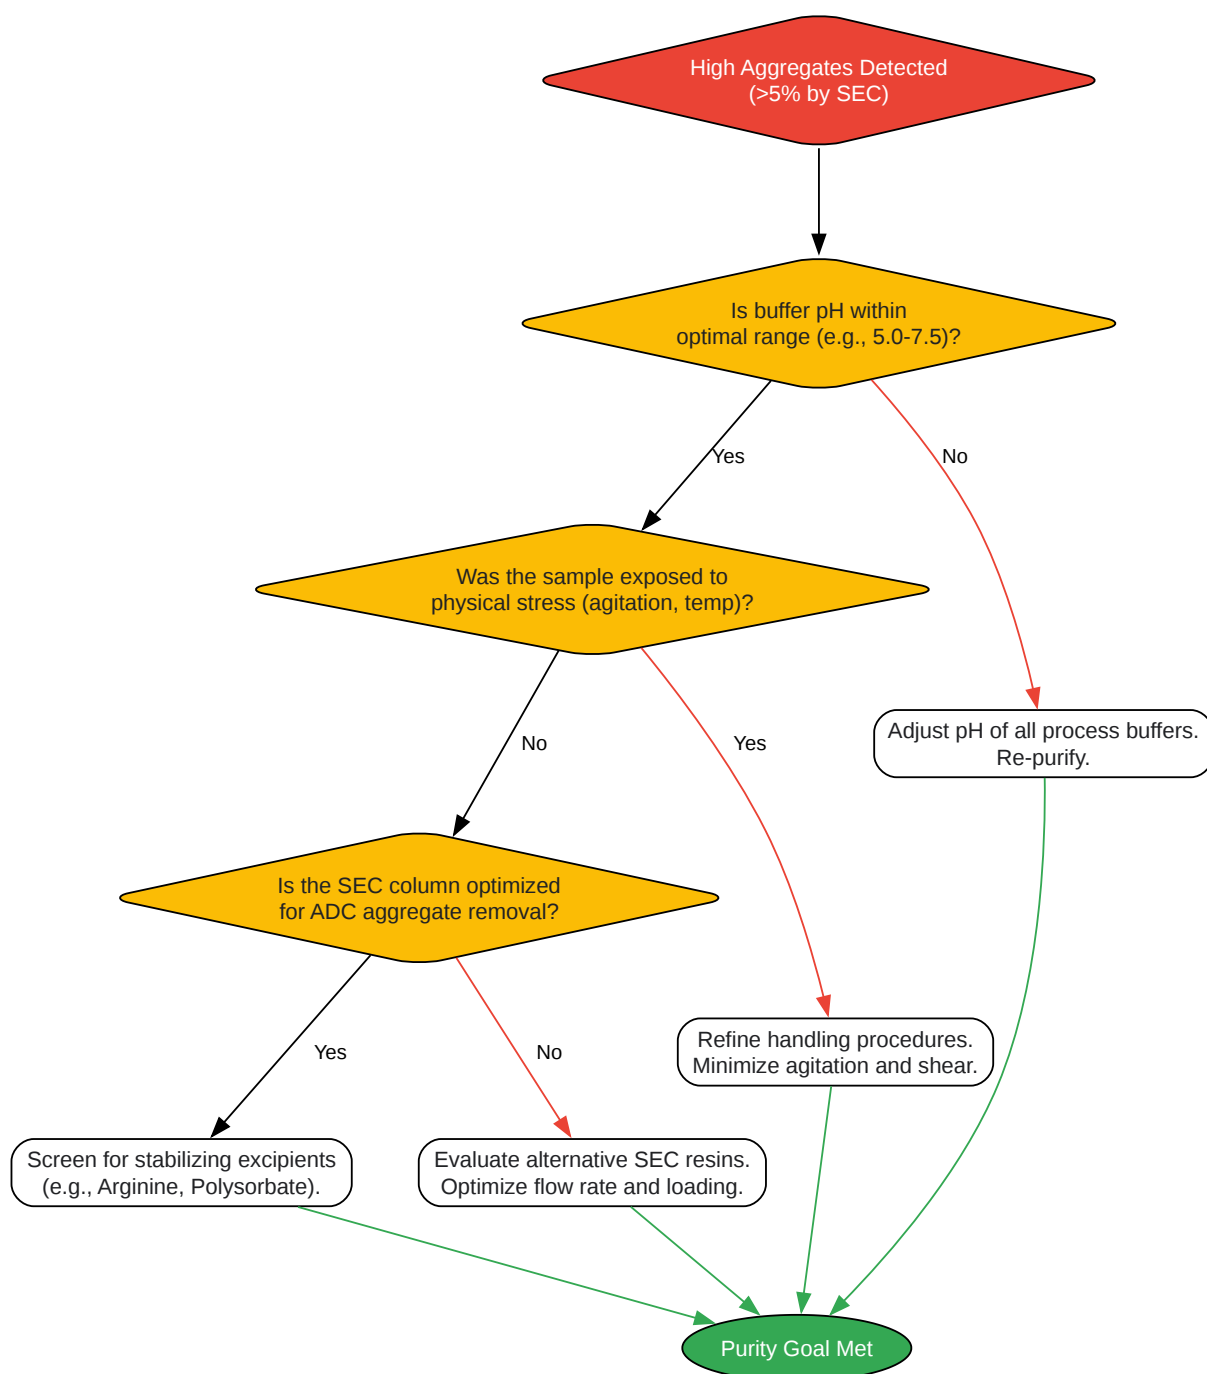 High Aggregates Detected
(>5% by SEC)
Is buffer pH within
optimal range (e.g., 5.0-7.5)?
Yes
No
Was the sample exposed to
physical stress (agitation, temp)?
No
Yes
Adjust pH of all process buffers.
Re-purify.
Is the SEC column optimized
for ADC aggregate removal?
Yes
No
Refine handling procedures.
Minimize agitation and shear.
Screen for stabilizing excipients
(e.g., Arginine, Polysorbate).
Evaluate alternative SEC resins.
Optimize flow rate and loading.
Purity Goal Met